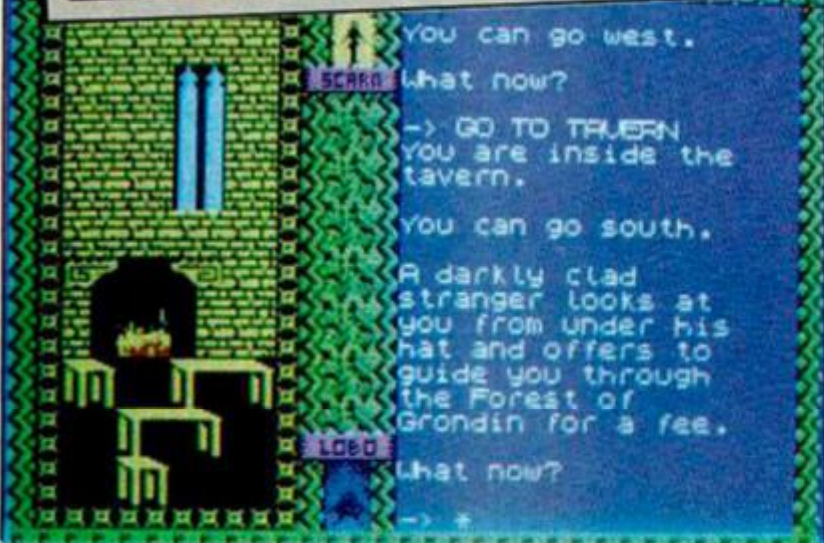 SCARN
LOBO
You can go west.
What now?
-> GO TO TAVERN
You are inside the
tavern.
You can go south.
A darkly clad
stranger looks at
you from under his
hat and offers to
guide you through
the Forest of
Grondin for a fee.
What now?
-> *